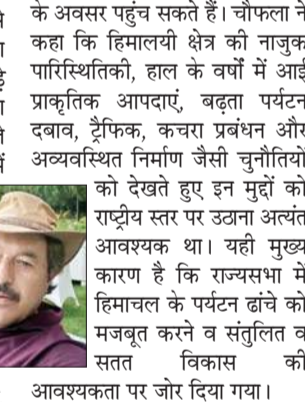 के अवसर पहुंच सकते हैं। चौफला ने
कहा कि हिमालयी क्षेत्र की नाजुक
पारिस्थितिकी, हाल के वर्षों में आई
प्राकृतिक आपदाएं, बढ़ता पर्यटन
दबाव, ट्रैफिक, कचरा प्रबंधन और
अव्यवस्थित निर्माण जैसी चुनौतियों
को देखते हुए इन मुद्दों को
राष्ट्रीय स्तर पर उठाना अत्यंत
आवश्यक था। यही मुख्य
कारण है कि राज्यसभा में
हिमाचल के पर्यटन ढांचे को
मजबूत करने व संतुलित व
सतत विकास की
आवश्यकता पर जोर दिया गया।